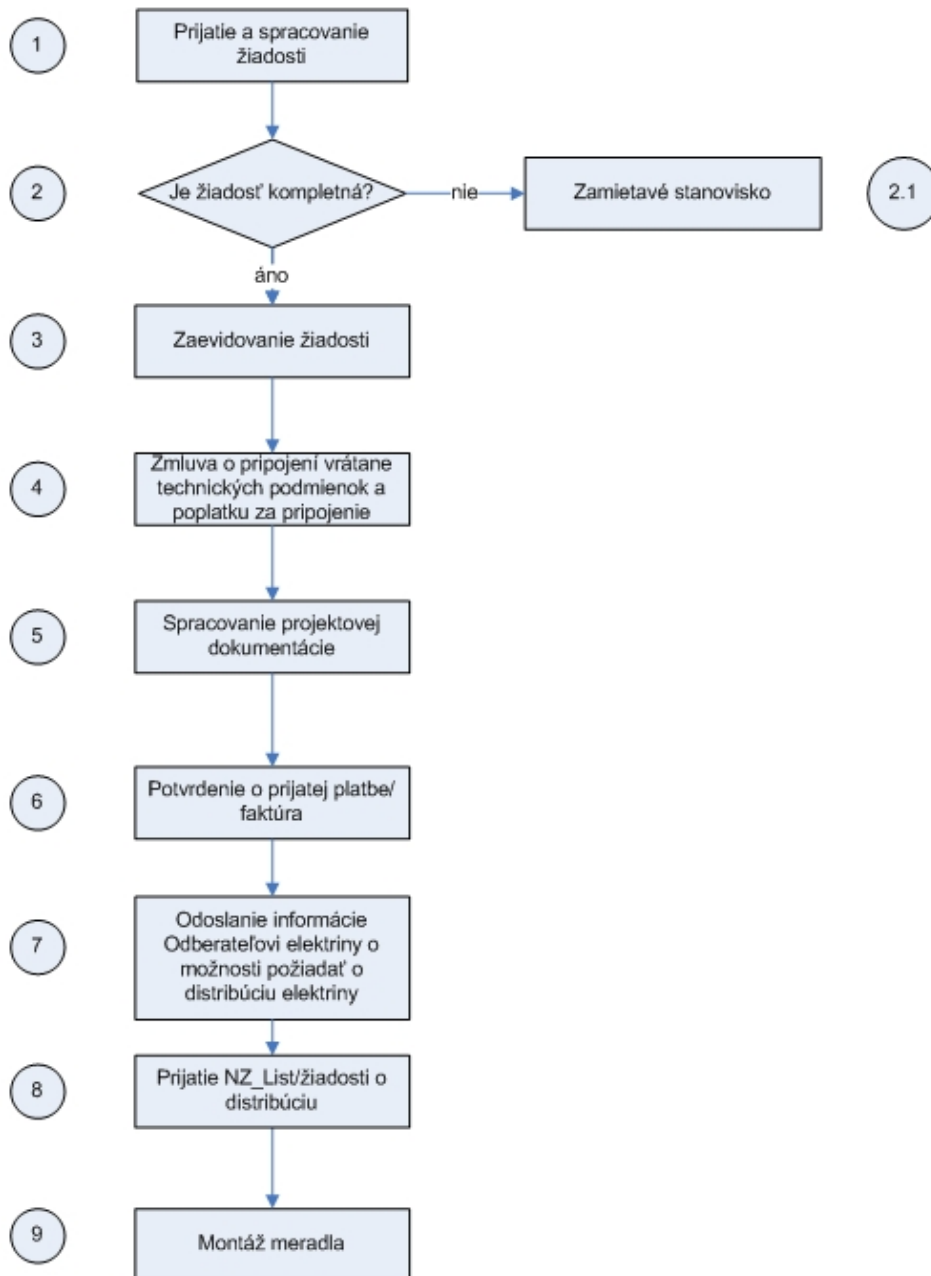 1
Prijatie a spracovanie
žiadosti
2
Je žiadosť kompletná?
nie
Zamietavé stanovisko
2.1
áno
3
Zaevidovanie žiadosti
4
Zmluva o pripojení vrátane
technických podmienok a
poplatku za pripojenie
5
Spracovanie projektovej
dokumentácie
6
Potvrdenie o prijatej platbe/
faktúra
7
Odoslanie informácie
Odberateľovi elektriny o
možnosti požiadať o
distribúciu elektriny
8
Prijatie NZ_List/žiadosti o
distribúciu
9
Montáž meradla